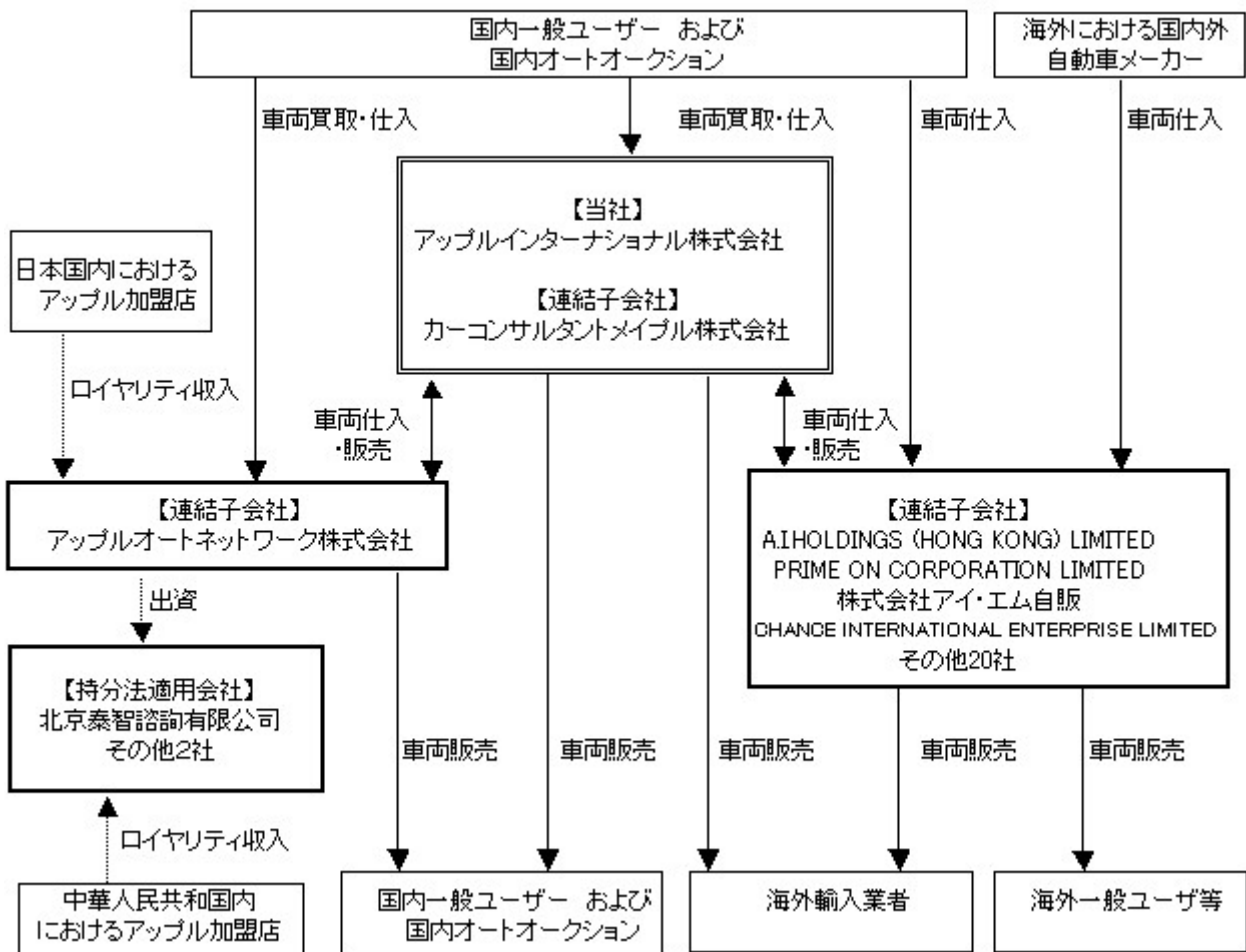 国内一般ユーザー および
国内オートオークション
海外における国内外
自動車メーカー
車両買取・仕入
車両買取・仕入
車両仕入
車両仕入
【当社】
アップルインターナショナル株式会社
【連結子会社】
カーコンサルタントメイプル株式会社
日本国内における
アップル加盟店
ロイヤリティ収入
車両仕入
・販売
車両仕入
・販売
【連結子会社】
アップルオートネットワーク株式会社
【連結子会社】
A.I.HOLDINGS (HONG KONG) LIMITED
PRIME ON CORPORATION LIMITED
株式会社アイ・エム自販
CHANCE INTERNATIONAL ENTERPRISE LIMITED
その他20社
出資
【持分法適用会社】
北京泰智諮詢有限公司
その他2社
車両販売
車両販売
車両販売
車両販売
車両販売
ロイヤリティ収入
中華人民共和国内
におけるアップル加盟店
国内一般ユーザー および
国内オートオークション
海外輸入業者
海外一般ユーザ等